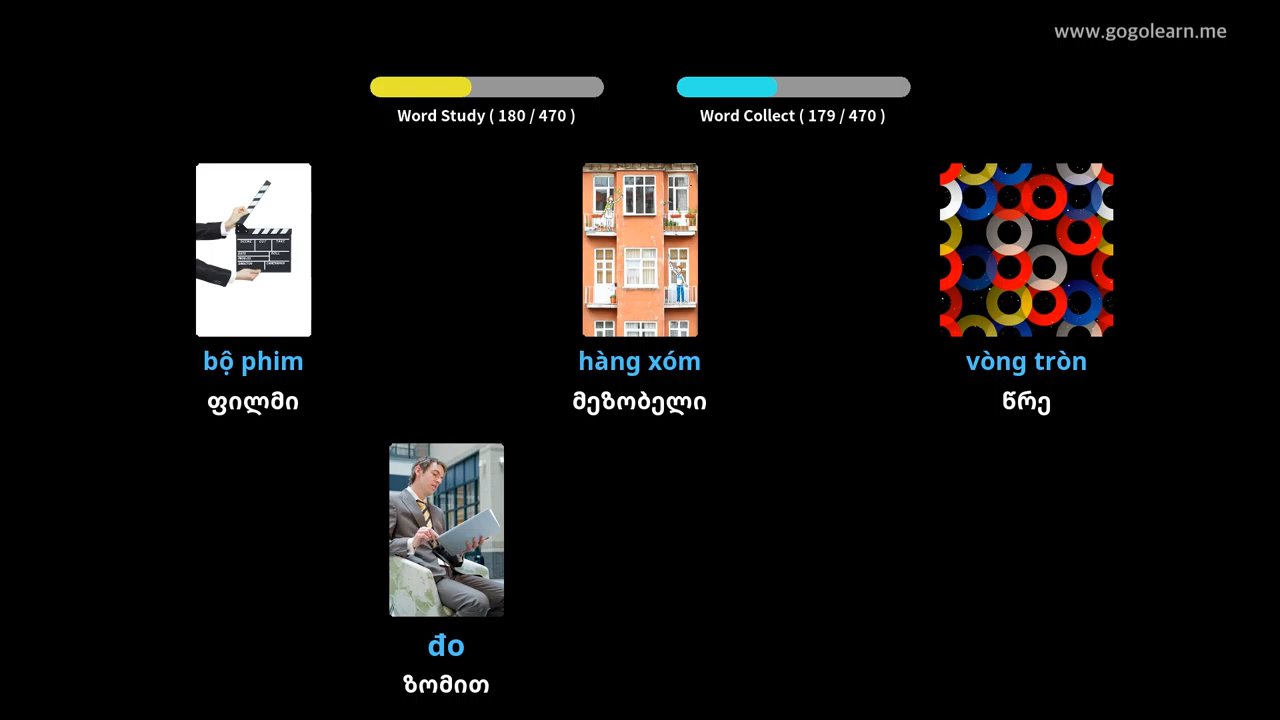 www.gogolearn.me
Word Study ( 180 / 470 )
Word Collect ( 179 / 470 )
bộ phim
hàng xóm
vòng tròn
ფილმი
მეზობელი
წრე
đo
ზომით